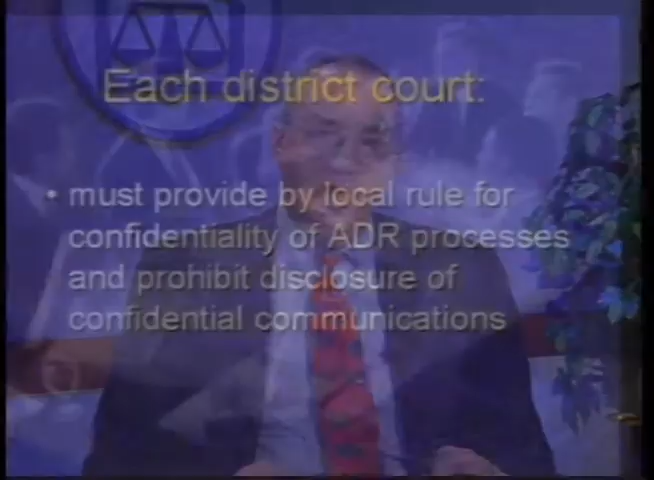 Each district court:
• must provide by local rule for
confidentiality of ADR processes
and prohibit disclosure of
confidential communications